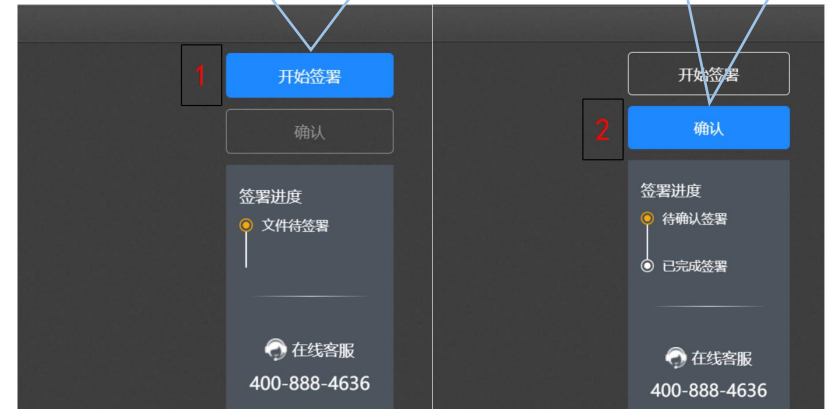 1
开始签署
确认
签署进度
文件待签署
在线客服
400-888-4636
开始签署
2
确认
签署进度
待确认签署
已完成签署
在线客服
400-888-4636